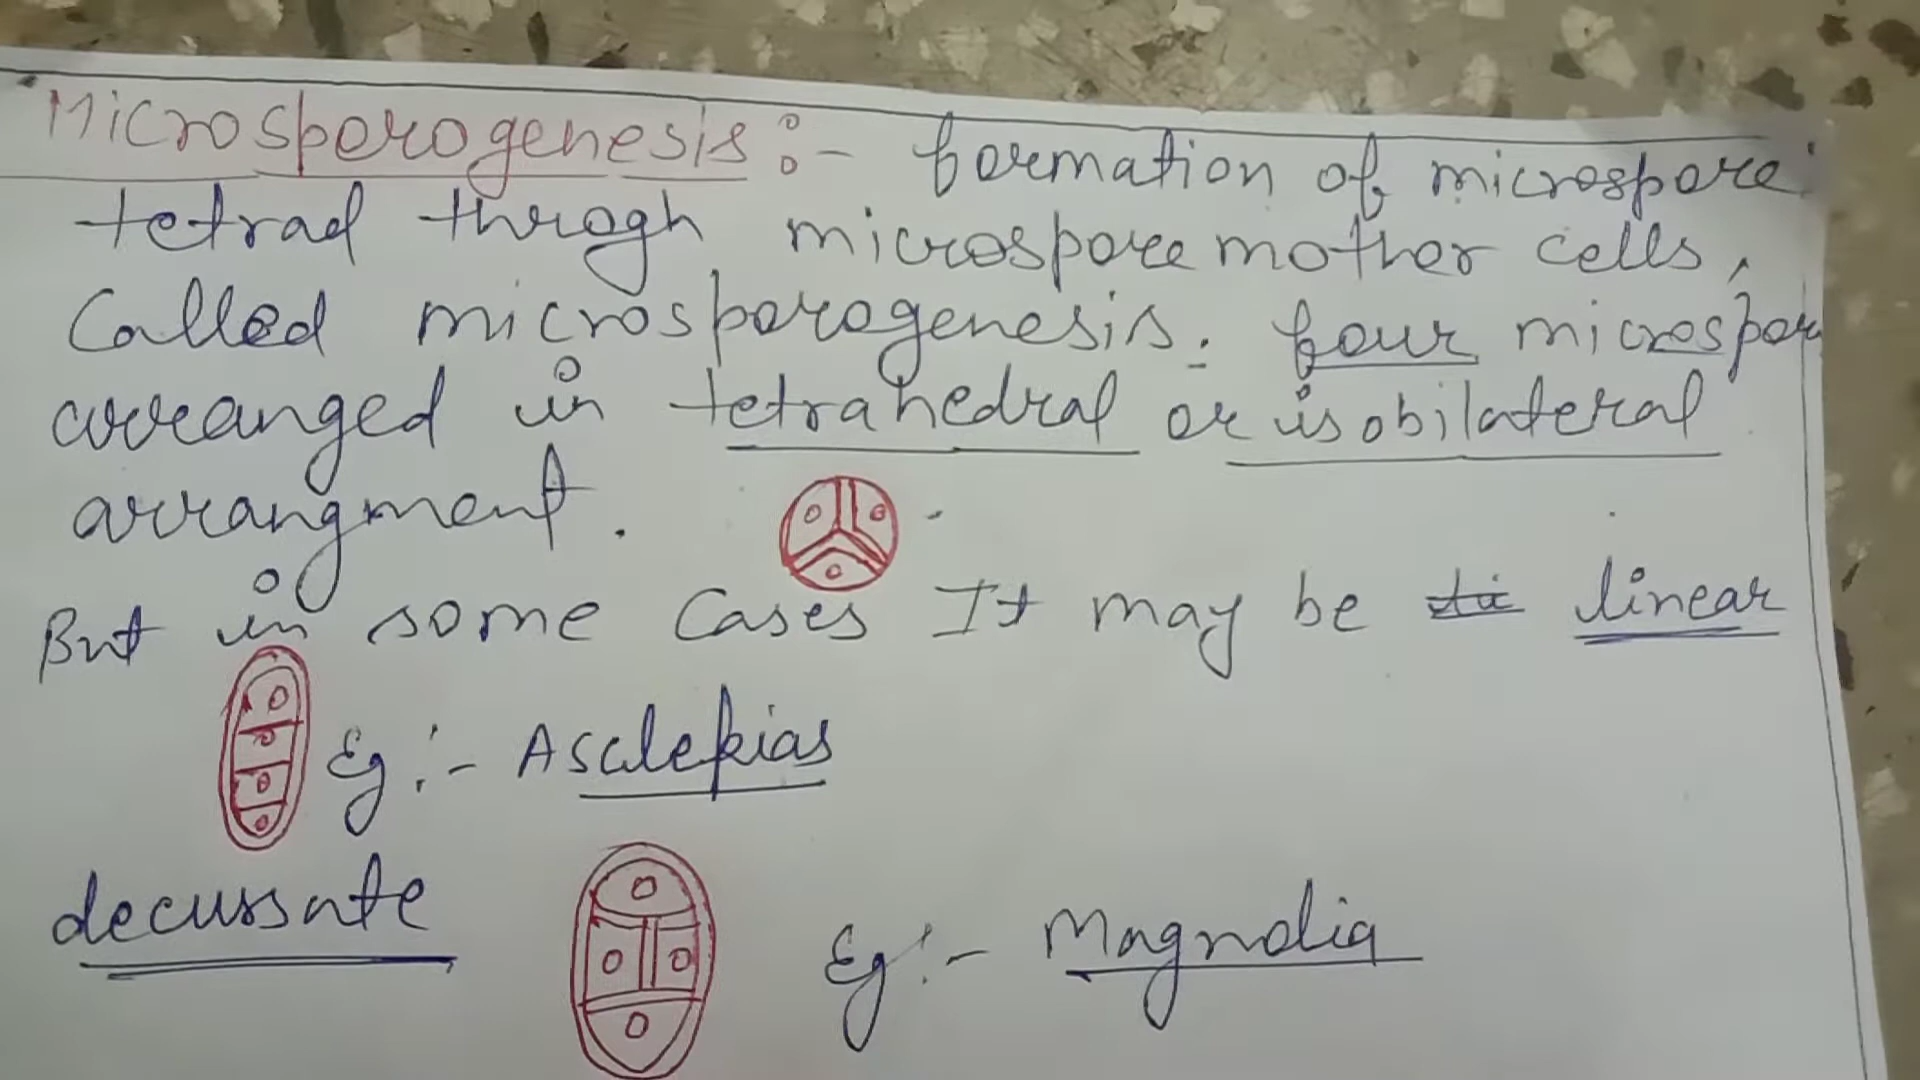 Microsporogenesis :- formation of microspore
tetrad throgh microspore mother cells,
Called microsporogenesis. four microspor
arranged in tetrahedral or isobilateral
arrangment.
But in some Cases It may be linear
Eg :- Asclepias
decussate Eg :- Magnolia